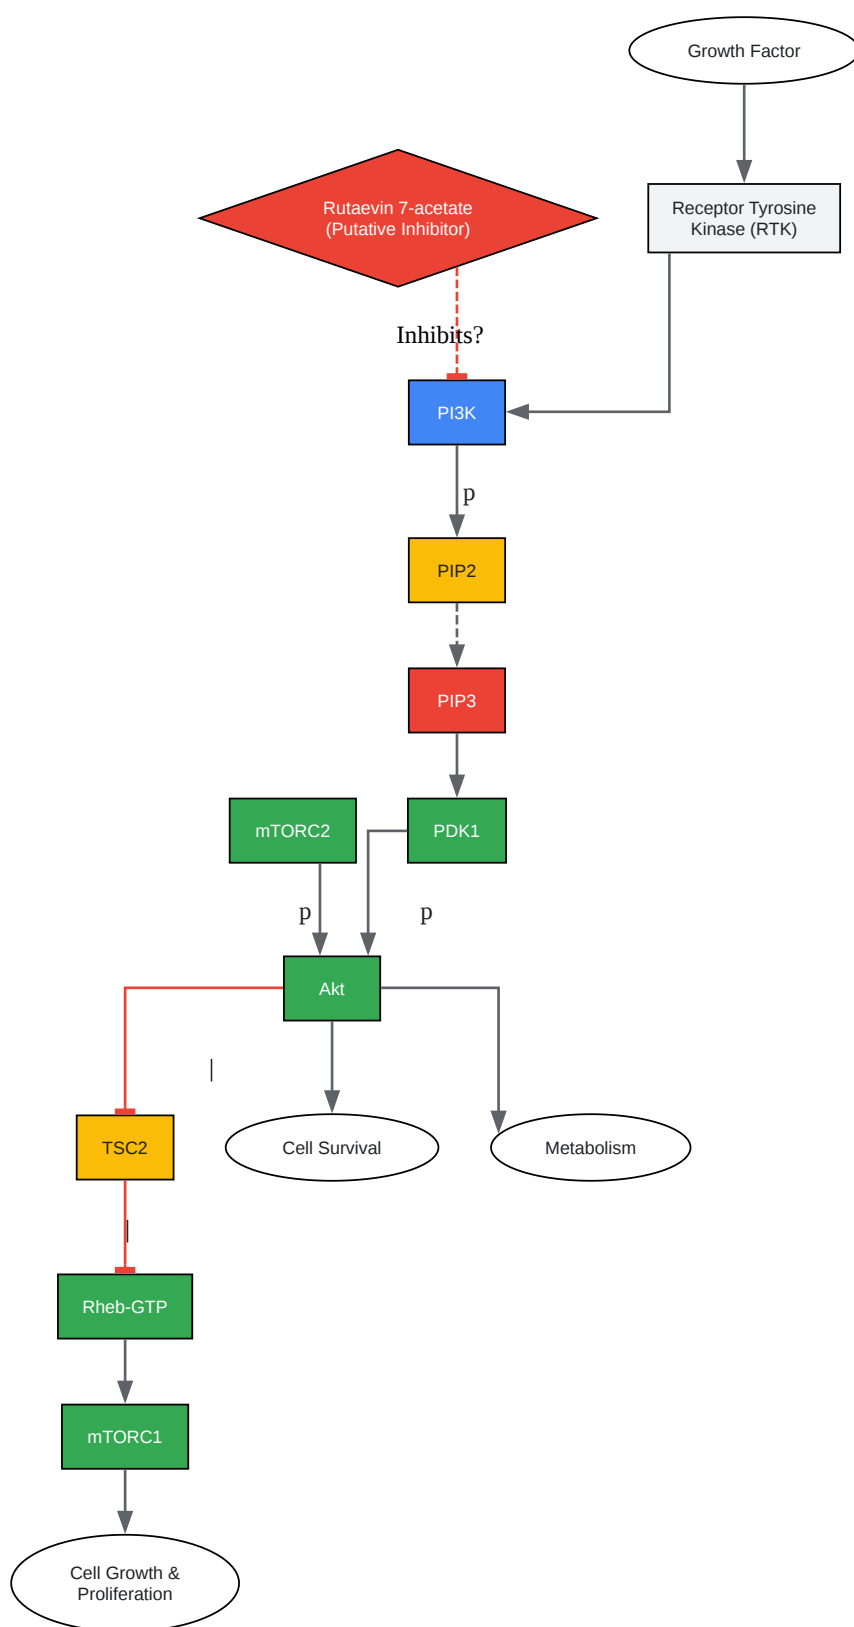 Growth Factor
Rutaevin 7-acetate
(Putative Inhibitor)
Receptor Tyrosine
Kinase (RTK)
Inhibits?
PI3K
p
PIP2
PIP3
mTORC2
PDK1
p
p
Akt
|
TSC2
Cell Survival
Metabolism
|
Rheb-GTP
mTORC1
Cell Growth &
Proliferation